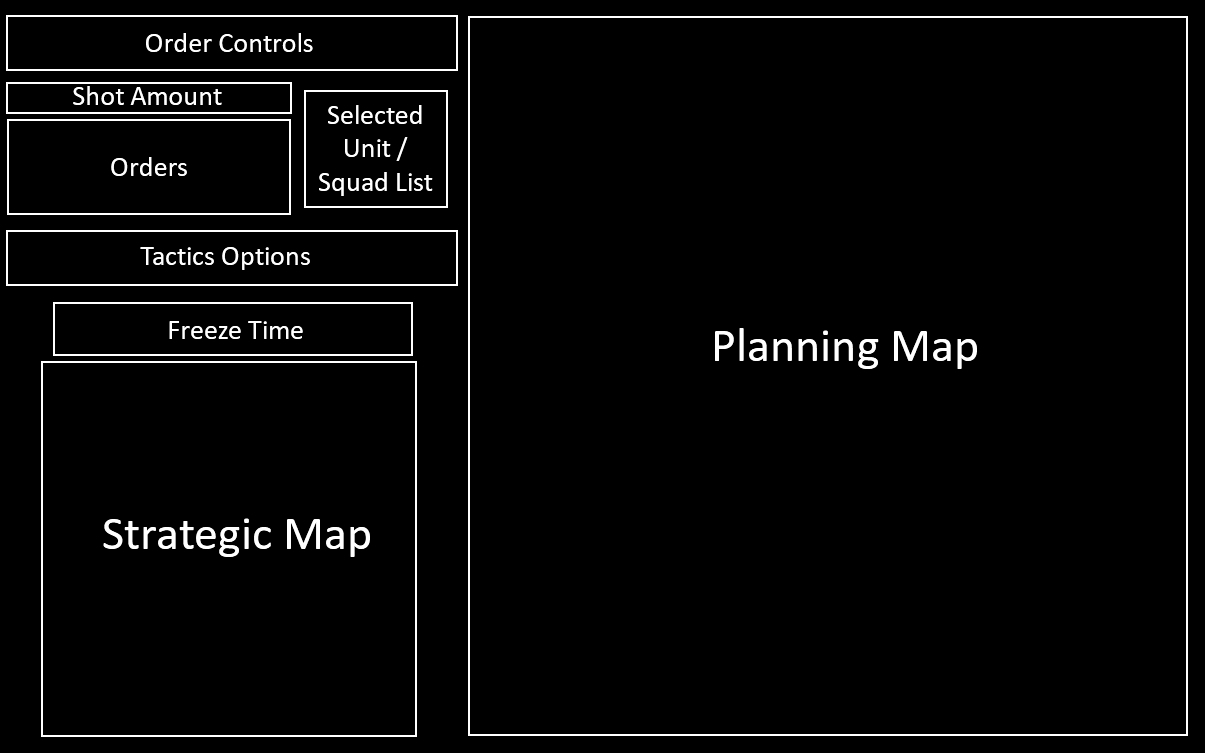 Order Controls
Shot Amount
Orders
Selected
Unit /
Squad List
Tactics Options
Freeze Time
Strategic Map
Planning Map